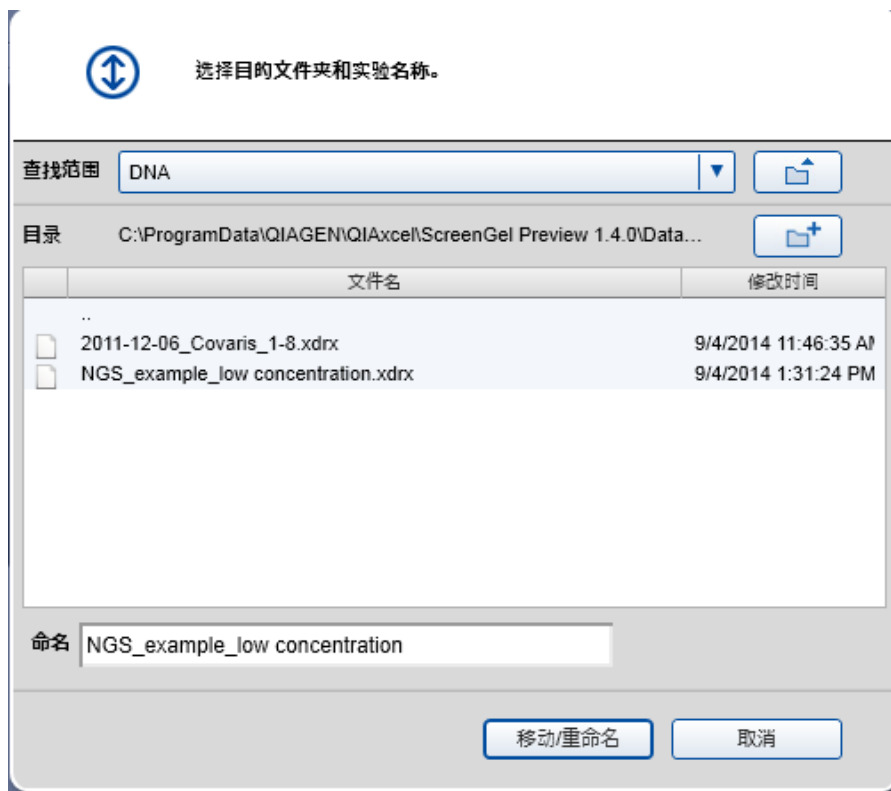 选择目的文件夹和实验名称。
查找范围 DNA
目录 C:\ProgramData\QIAGEN\QIAxcel\ScreenGel Preview 1.4.0\Data...
文件名 修改时间
..
2011-12-06_Covaris_1-8.xdrx 9/4/2014 11:46:35 AM
NGS_example_low concentration.xdrx 9/4/2014 1:31:24 PM
命名 NGS_example_low concentration
移动/重命名 取消